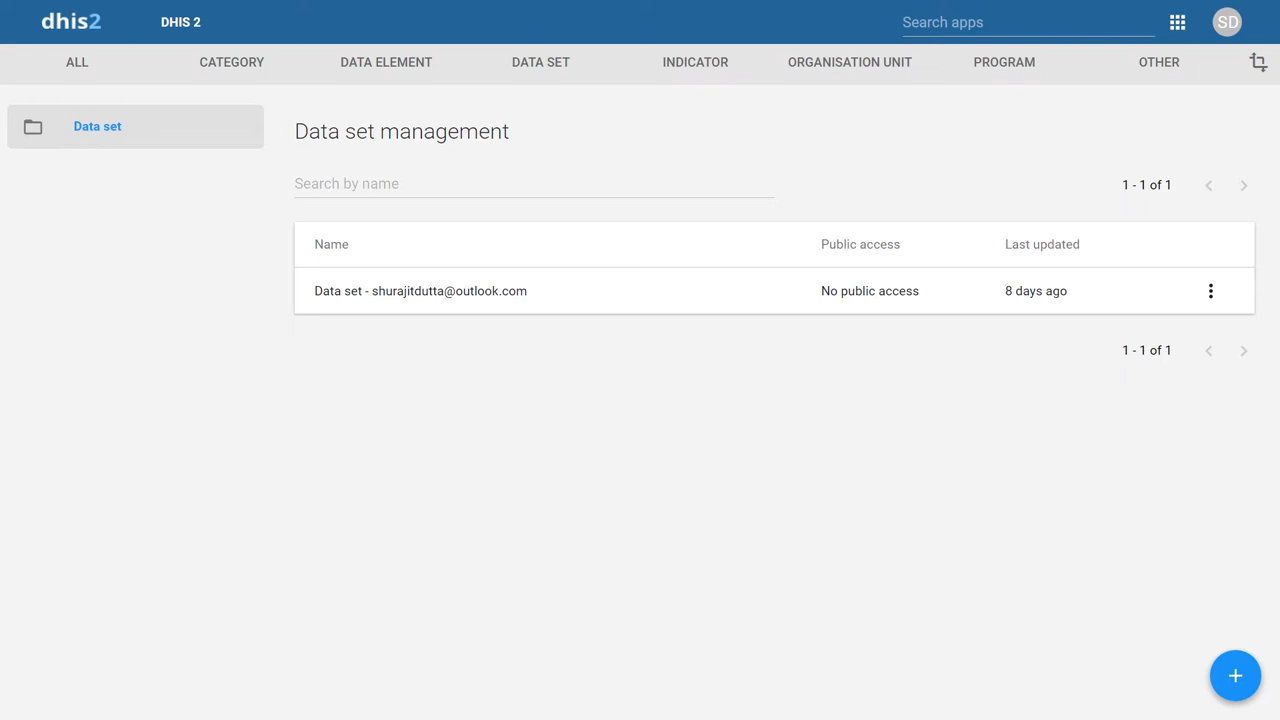 dhis2 DHIS 2 Search apps SD
ALL CATEGORY DATA ELEMENT DATA SET INDICATOR ORGANISATION UNIT PROGRAM OTHER
Data set
Data set management
Search by name
1 - 1 of 1
Name Public access Last updated
Data set - shurajitdutta@outlook.com No public access 8 days ago
1 - 1 of 1